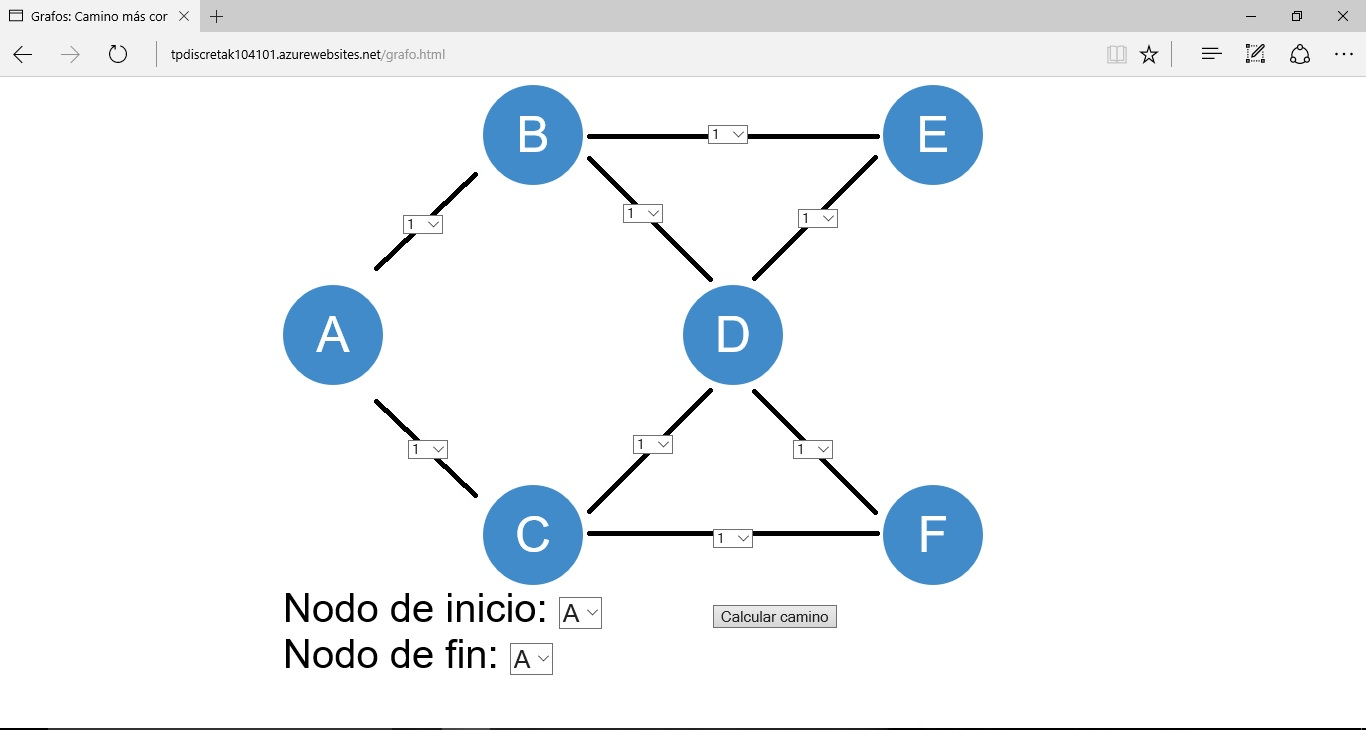 Grafos: Camino más cor
tpdiscretak104101.azurewebsites.net/grafo.html
B
1
E
1
1
1
A
D
1
1
1
C
1
F
Nodo de inicio: A
Calcular camino
Nodo de fin: A